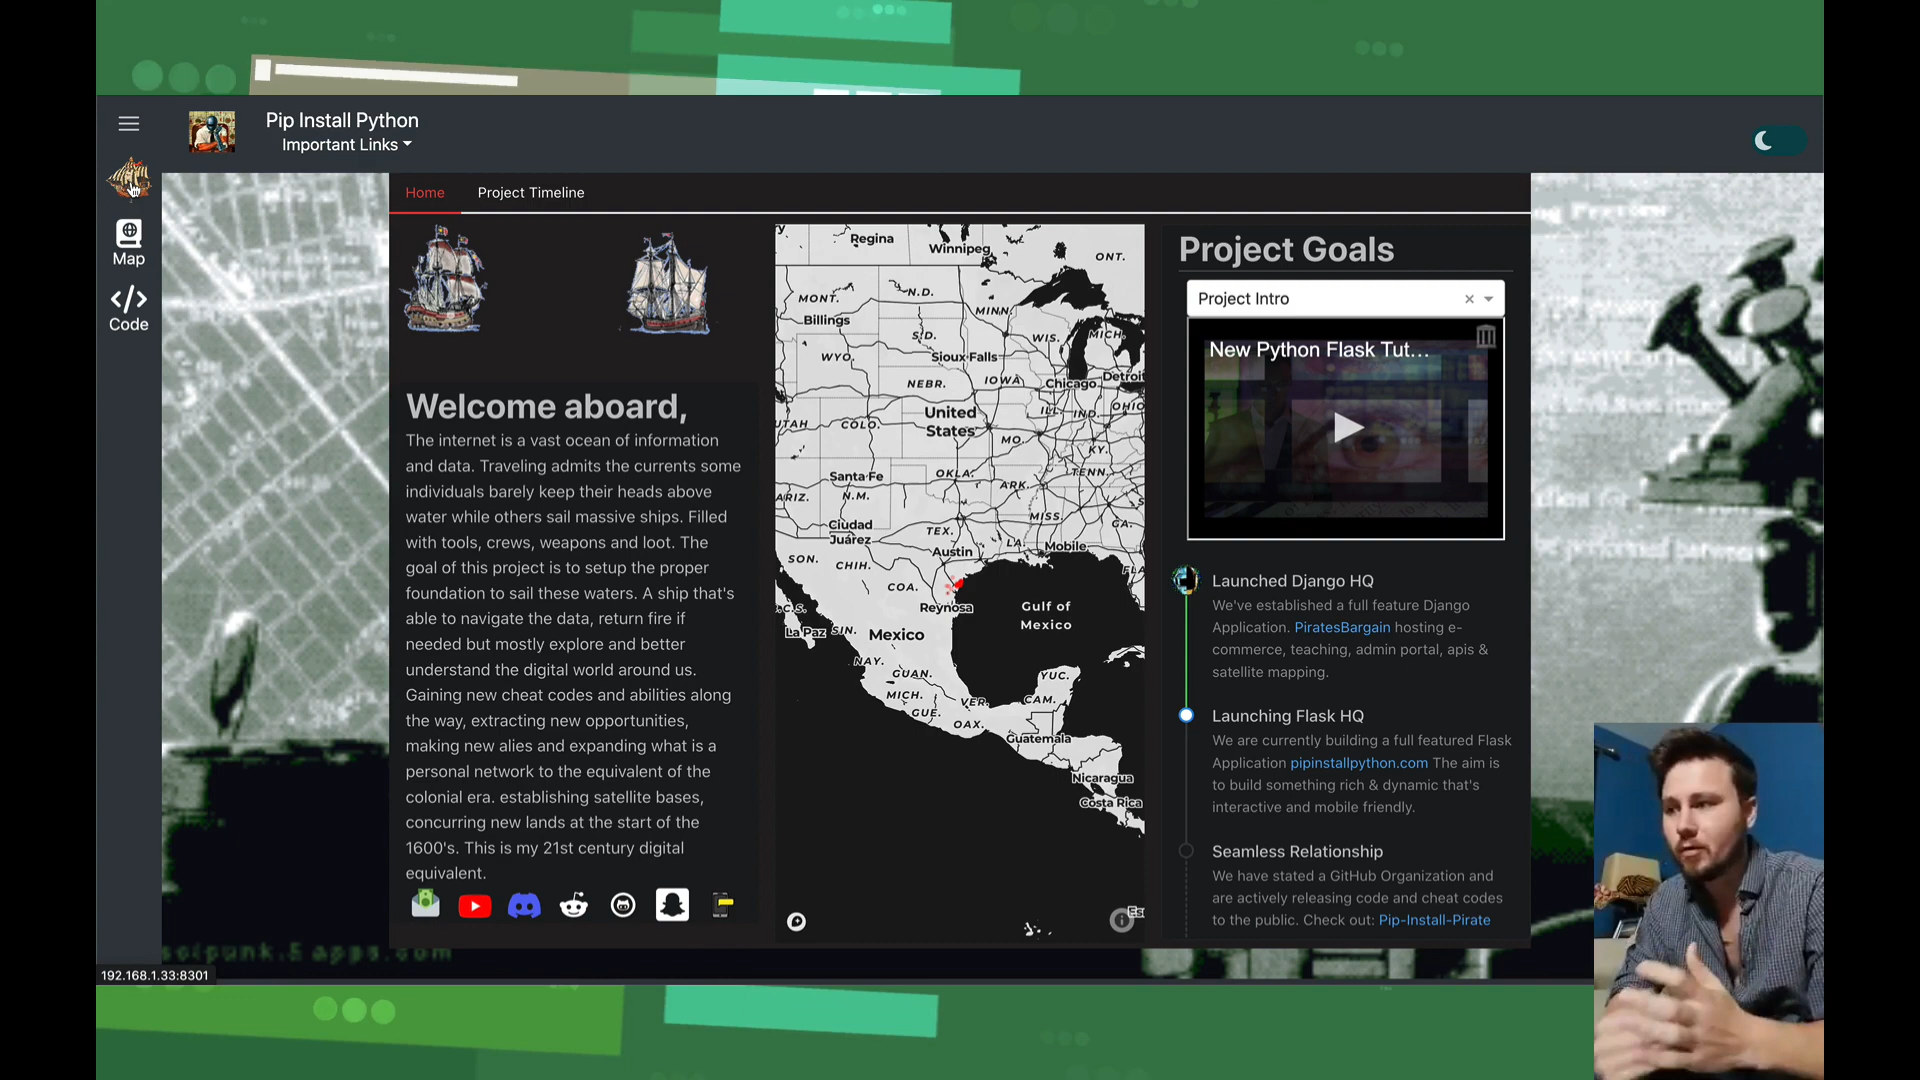 Pip Install Python
Important Links
Map
Code
Home
Project Timeline
Welcome aboard,
The internet is a vast ocean of information
and data. Traveling admits the currents some
individuals barely keep their heads above
water while others sail massive ships. Filled
with tools, crews, weapons and loot. The
goal of this project is to setup the proper
foundation to sail these waters. A ship that's
able to navigate the data, return fire if
needed but mostly explore and better
understand the digital world around us.
Gaining new cheat codes and abilities along
the way, extracting new opportunities,
making new alies and expanding what is a
personal network to the equivalent of the
colonial era. establishing satellite bases,
concurring new lands at the start of the
1600's. This is my 21st century digital
equivalent.
Regina
Winnipeg
ONT.
MONT.
N.D.
Billings
MINN.
S.D.
WIS.
MICH.
WYO.
Sioux Falls
NEBR.
IOWA
Chicago
Detroit
United
States
ILL.
IND.
OHIO
UTAH
COLO.
MO.
KY.
Santa Fe
OKLA.
TENN.
ARIZ.
N.M.
ARK.
MISS.
GA.
Ciudad
Juárez
TEX.
LA.
Mobile
SON.
CHIH.
Austin
FLA
COA.
Reynosa
Gulf of
Mexico
La Paz
SIN.
Mexico
NAY.
GUAN.
YUC.
MICH.
VER.
CAM.
GUE.
OAX.
Guatemala
Nicaragua
Costa Rica
Project Goals
Project Intro
New Python Flask Tut...
Launched Django HQ
We've established a full feature Django
Application. PiratesBargain hosting e-
commerce, teaching, admin portal, apis &
satellite mapping.
Launching Flask HQ
We are currently building a full featured Flask
Application pipinstallpython.com The aim is
to build something rich & dynamic that's
interactive and mobile friendly.
Seamless Relationship
We have stated a GitHub Organization and
are actively releasing code and cheat codes
to the public. Check out: Pip-Install-Pirate
192.168.1.33:8301